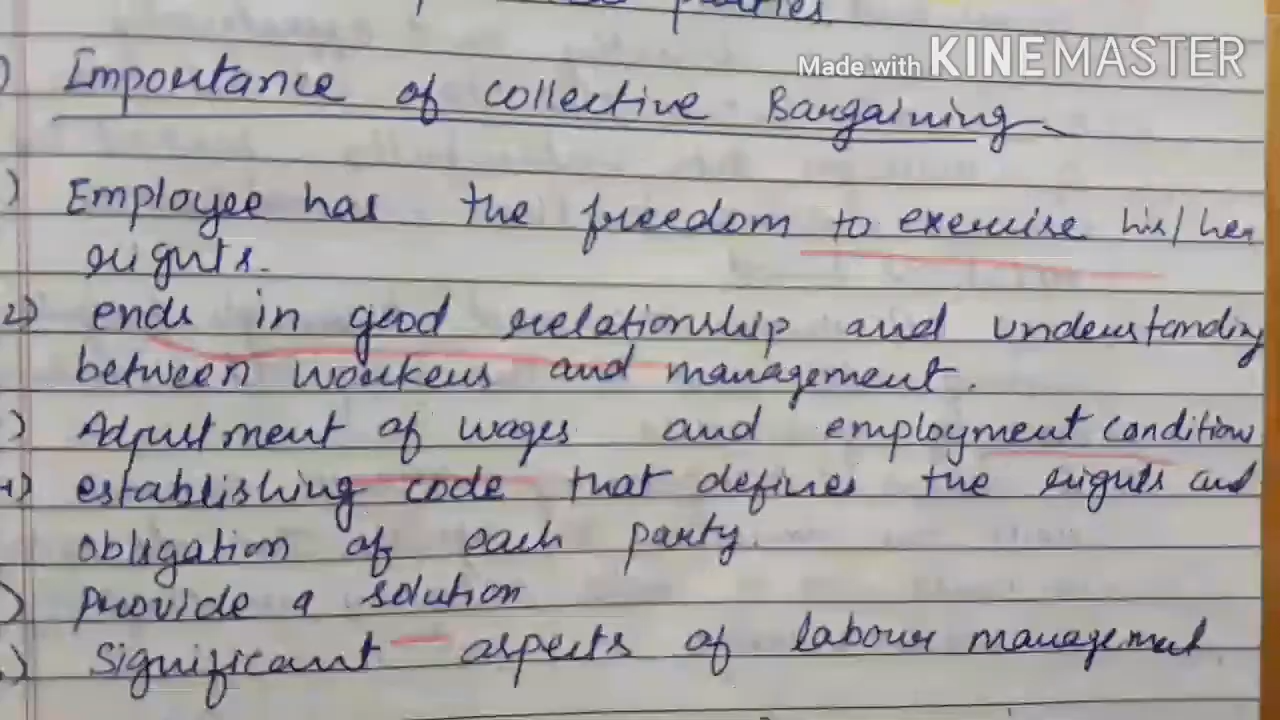 parties.
Made with KINEMASTER
) Importance of collective Bargaining
) Employee has the freedom to exercise his/her
rights.
2) ends in good relationship and understanding
between workers and management.
) Adjustment of wages and employment condition
4) establishing code that defines the rights and
obligation of each party.
) Provide a solution
.) Significant aspects of labour management